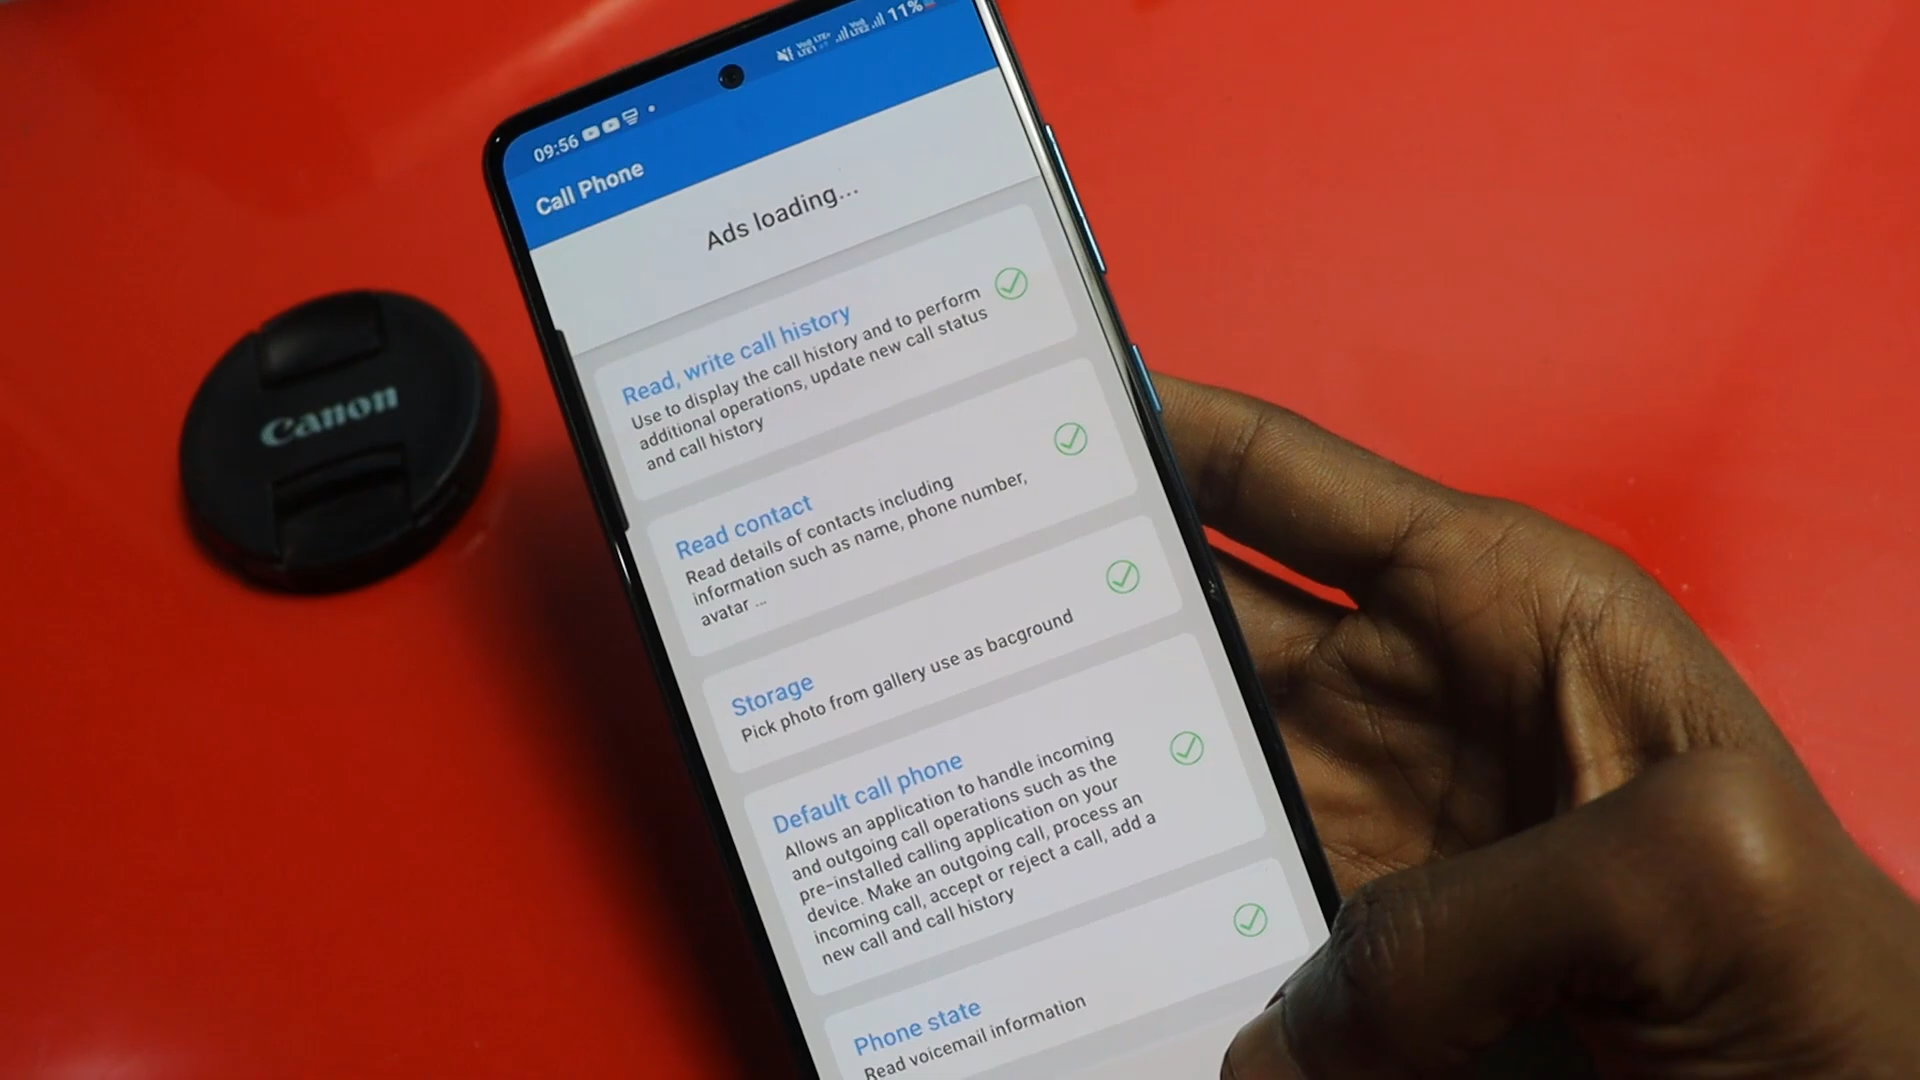 09:56
11%
Call Phone
Ads loading...
Canon
Read, write call history
Use to display the call history and to perform
additional operations, update new call status
and call history
Read contact
Read details of contacts including
information such as name, phone number,
avatar ...
Storage
Pick photo from gallery use as bacground
Default call phone
Allows an application to handle incoming
and outgoing call operations such as the
pre-installed calling application on your
device. Make an outgoing call, process an
incoming call, accept or reject a call, add a
new call and call history
Phone state
Read voicemail information